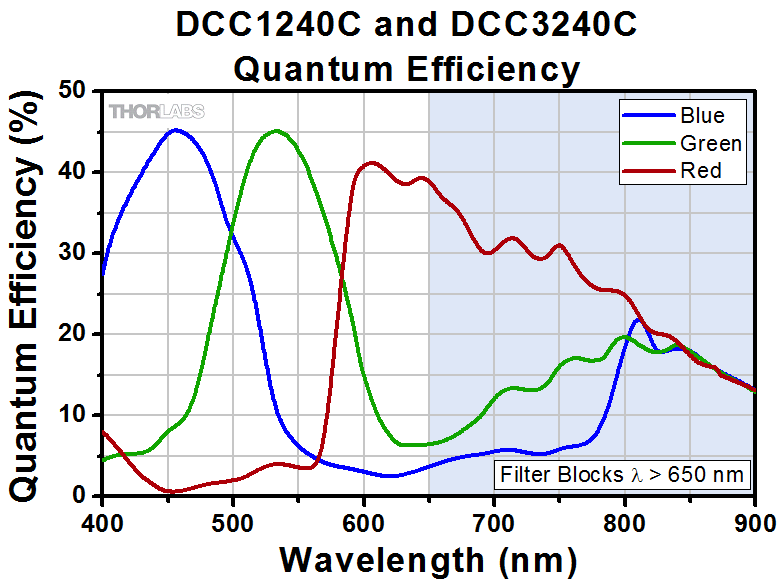 DCC1240C and DCC3240C
Quantum Efficiency
Quantum Efficiency (%)
50
40
30
20
10
0
THORLABS
Blue
Green
Red
Filter Blocks λ > 650 nm
400 500 600 700 800 900
Wavelength (nm)